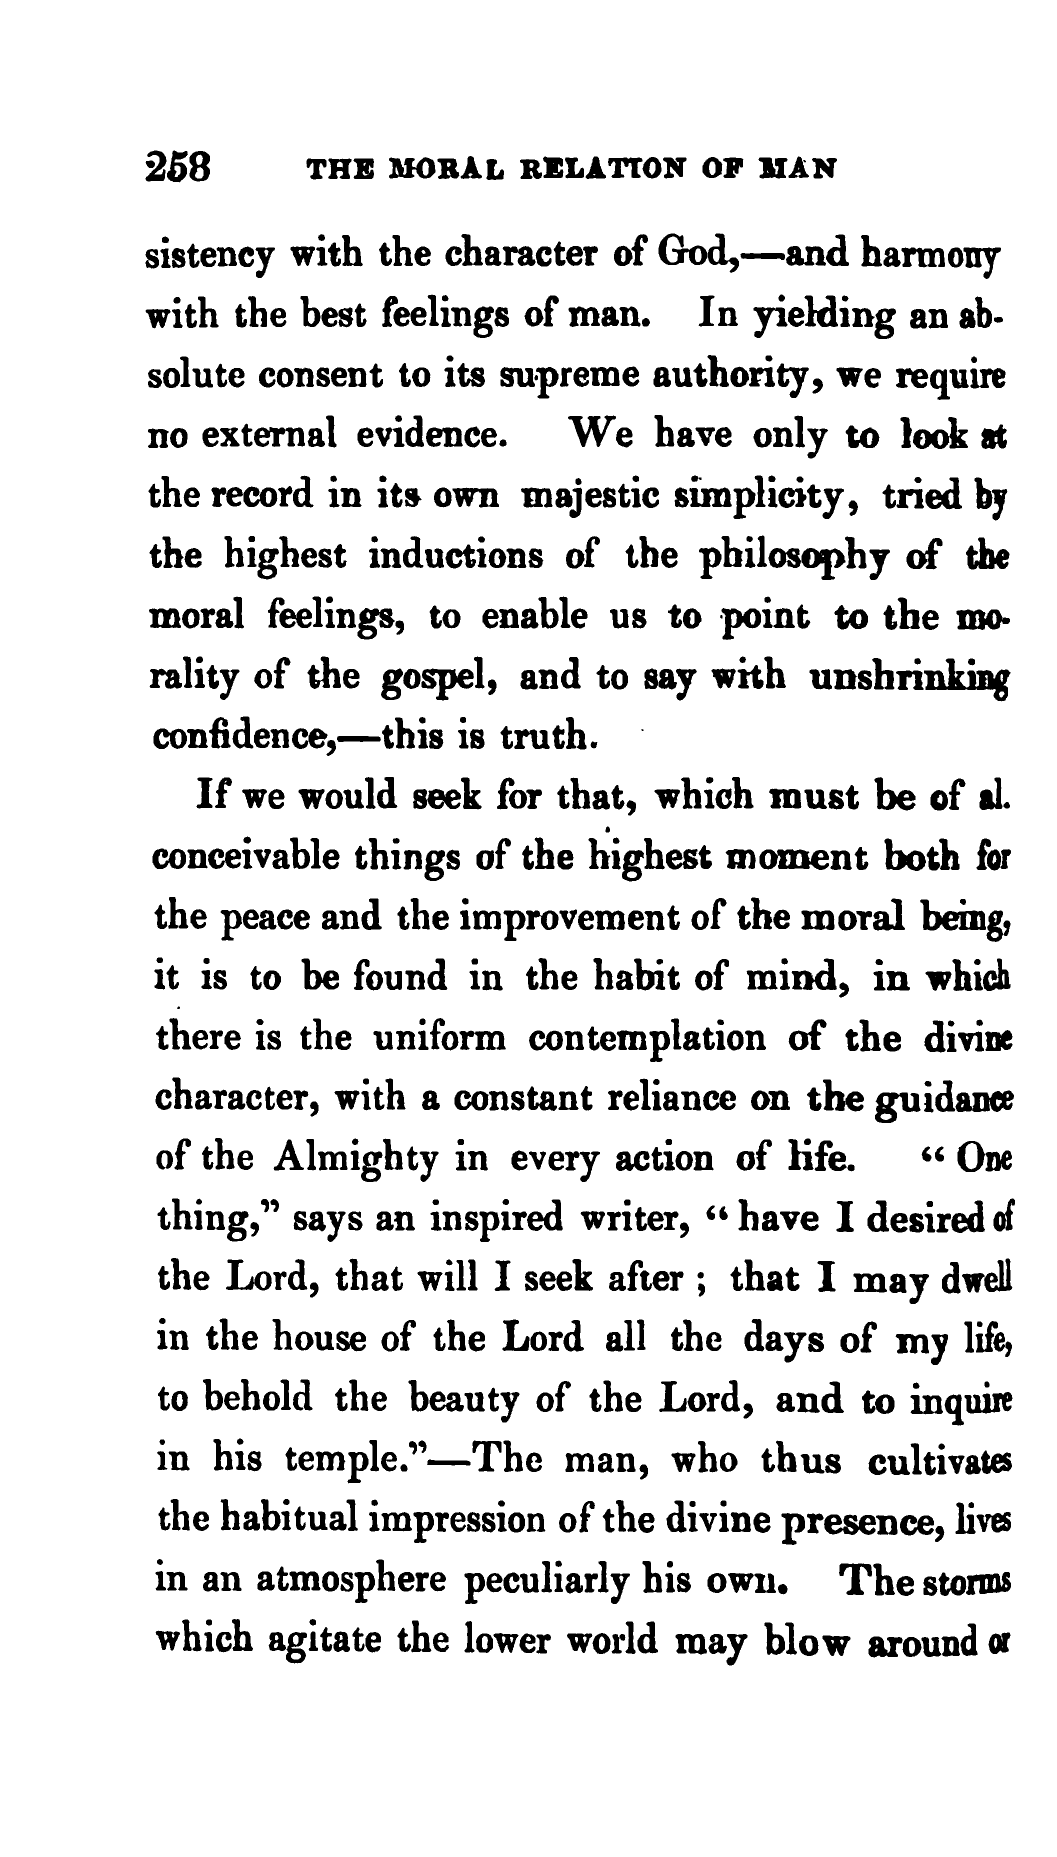 258 THE MORAL RELATION OF MAN
sistency with the character of God,—and harmony
with the best feelings of man. In yielding an ab-
solute consent to its supreme authority, we require
no external evidence. We have only to look at
the record in its own majestic simplicity, tried by
the highest inductions of the philosophy of the
moral feelings, to enable us to point to the mo-
rality of the gospel, and to say with unshrinking
confidence,—this is truth.
If we would seek for that, which must be of al.
conceivable things of the highest moment both for
the peace and the improvement of the moral being,
it is to be found in the habit of mind, in which
there is the uniform contemplation of the divine
character, with a constant reliance on the guidance
of the Almighty in every action of life. “ One
thing,” says an inspired writer, “ have I desired of
the Lord, that will I seek after ; that I may dwell
in the house of the Lord all the days of my life,
to behold the beauty of the Lord, and to inquire
in his temple.”—The man, who thus cultivates
the habitual impression of the divine presence, lives
in an atmosphere peculiarly his own. The storms
which agitate the lower world may blow around or